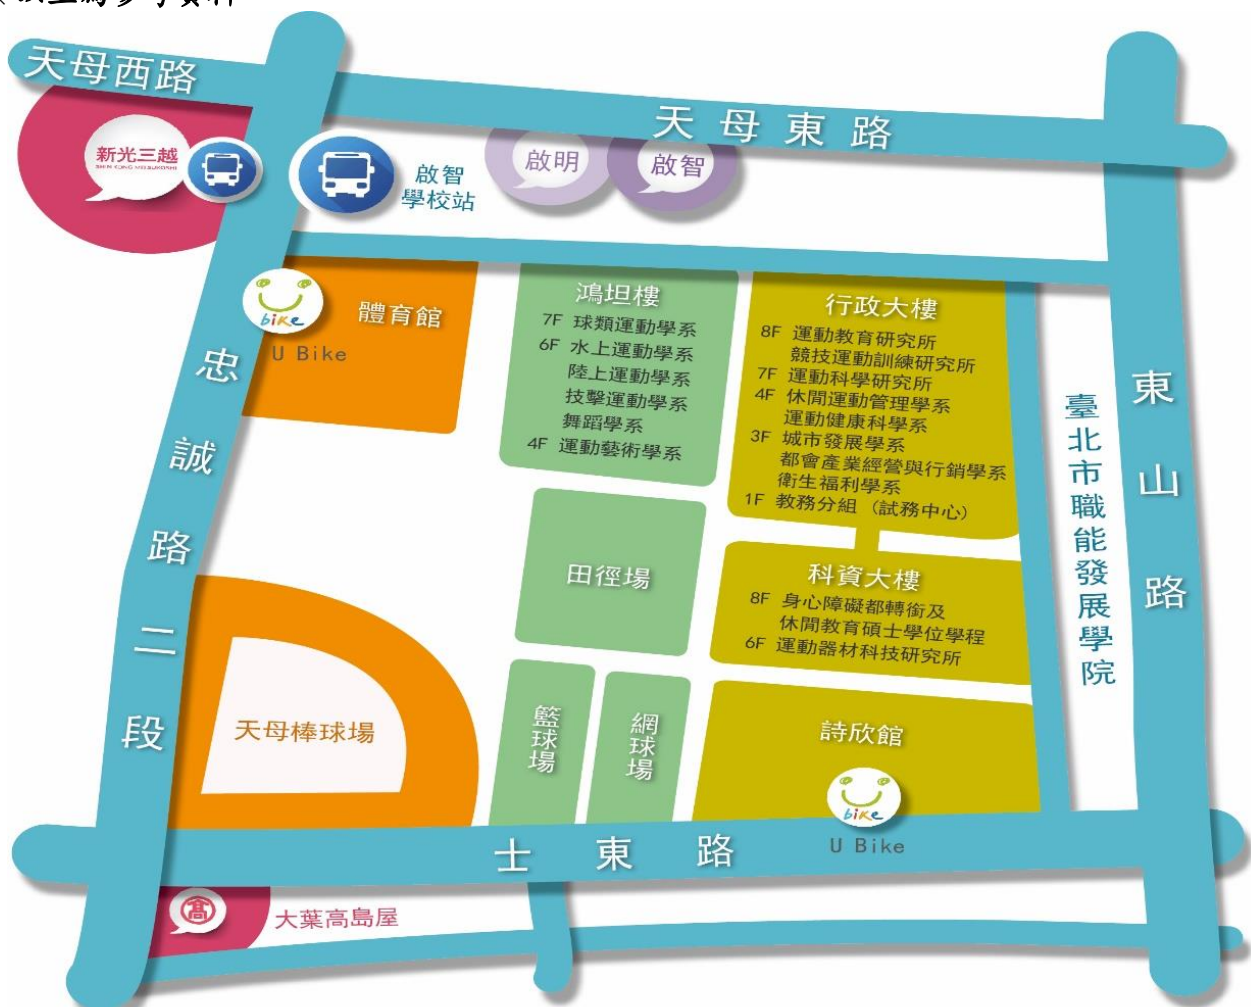 天母西路
天母東路
新光三越
SHIN KONG MITSUKOSHI
啟智
學校站
啟明
啟智
bike
U Bike
體育館
鴻坦樓
7F 球類運動學系
6F 水上運動學系
陸上運動學系
技擊運動學系
舞蹈學系
4F 運動藝術學系
行政大樓
8F 運動教育研究所
競技運動訓練研究所
7F 運動科學研究所
4F 休閒運動管理學系
運動健康科學系
3F 城市發展學系
都會產業經營與行銷學系
衛生福利學系
1F 教務分組 (試務中心)
忠誠路二段
東山路
臺北市職能發展學院
田徑場
科資大樓
8F 身心障礙都轉銜及
休閒教育碩士學位學程
6F 運動器材科技研究所
天母棒球場
籃球場
網球場
詩欣館
bike
U Bike
士東路
髙
大葉高島屋